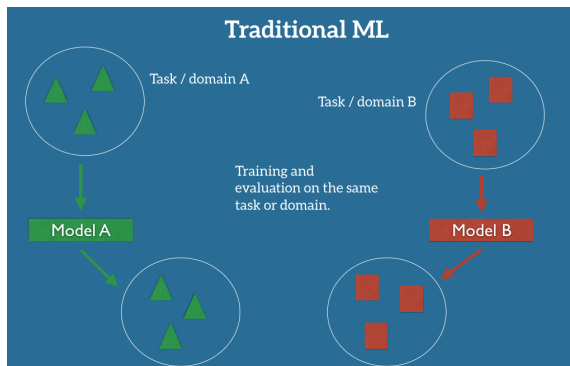 Traditional ML
Task / domain A
Task / domain B
Training and
evaluation on the same
task or domain.
Model A
Model B